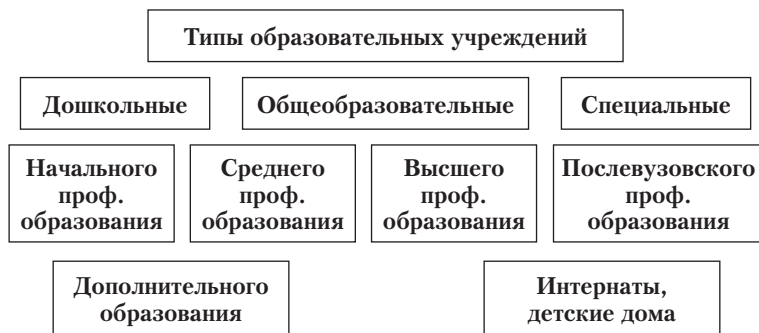 Типы образовательных учреждений
Дошкольные
Общеобразовательные
Специальные
Начального
проф.
образования
Среднего
проф.
образования
Высшего
проф.
образования
Послевузовского
проф.
образования
Дополнительного
образования
Интернаты,
детские дома